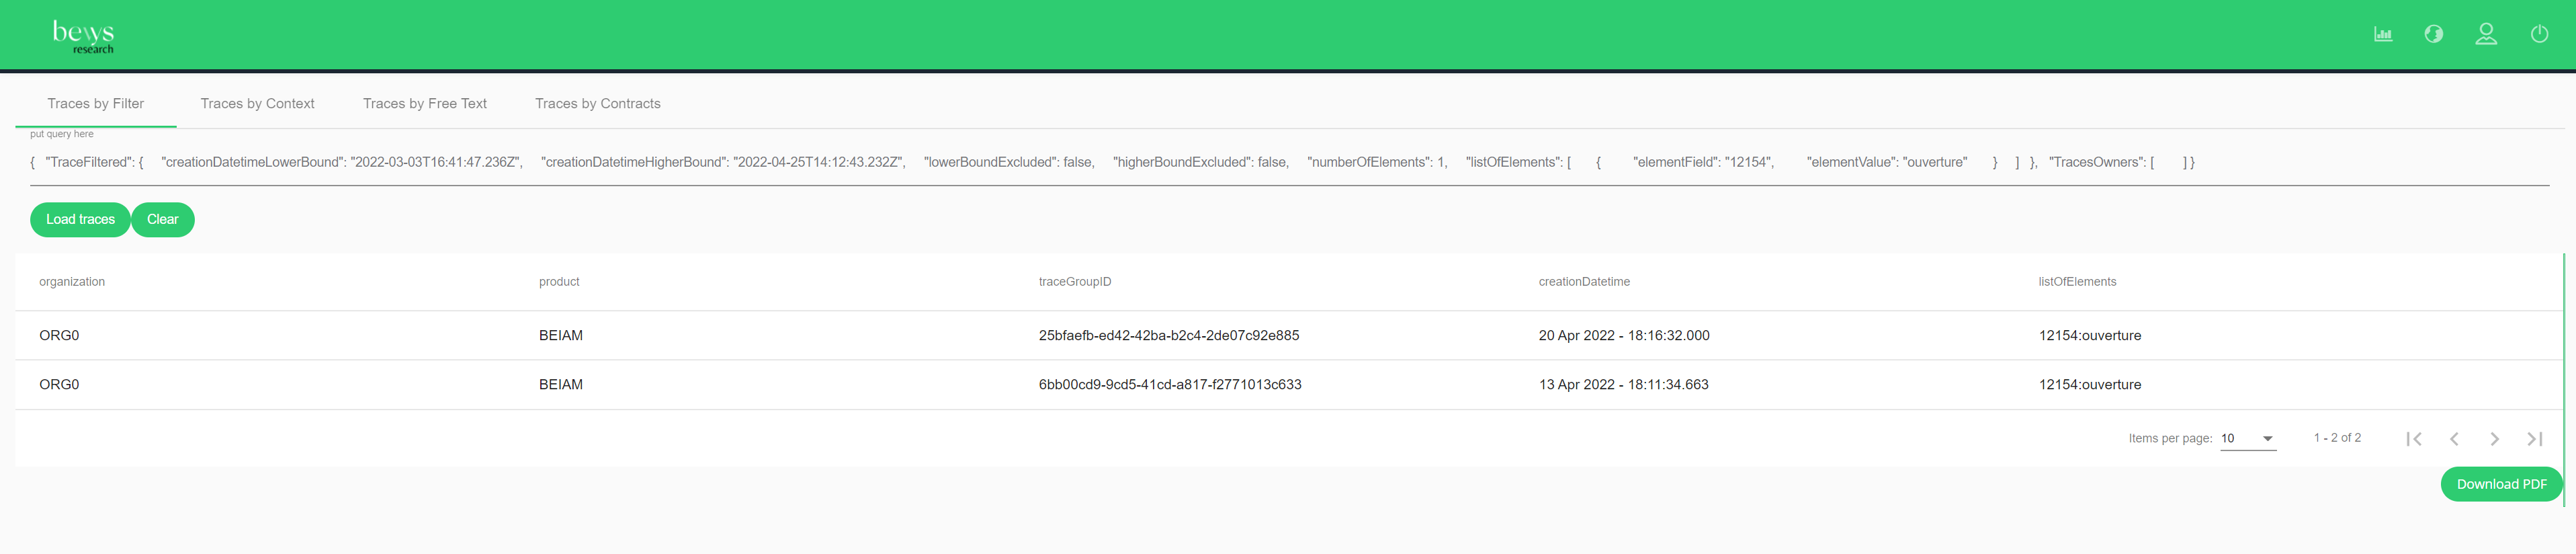 bewys
research
Traces by Filter Traces by Context Traces by Free Text Traces by Contracts
put query here
{ "TraceFiltered": { "creationDatetimeLowerBound": "2022-03-03T16:41:47.236Z", "creationDatetimeHigherBound": "2022-04-25T14:12:43.232Z", "lowerBoundExcluded": false, "higherBoundExcluded": false, "numberOfElements": 1, "listOfElements": [ { "elementField": "12154", "elementValue": "ouverture" } ] }, "TracesOwners": [ ] }
Load traces Clear
organization product traceGroupID creationDatetime listOfElements
ORG0 BEIAM 25bfaefb-ed42-42ba-b2c4-2de07c92e885 20 Apr 2022 - 18:16:32.000 12154:ouverture
ORG0 BEIAM 6bb00cd9-9cd5-41cd-a817-f2771013c633 13 Apr 2022 - 18:11:34.663 12154:ouverture
Items per page: 10 1 - 2 of 2
Download PDF